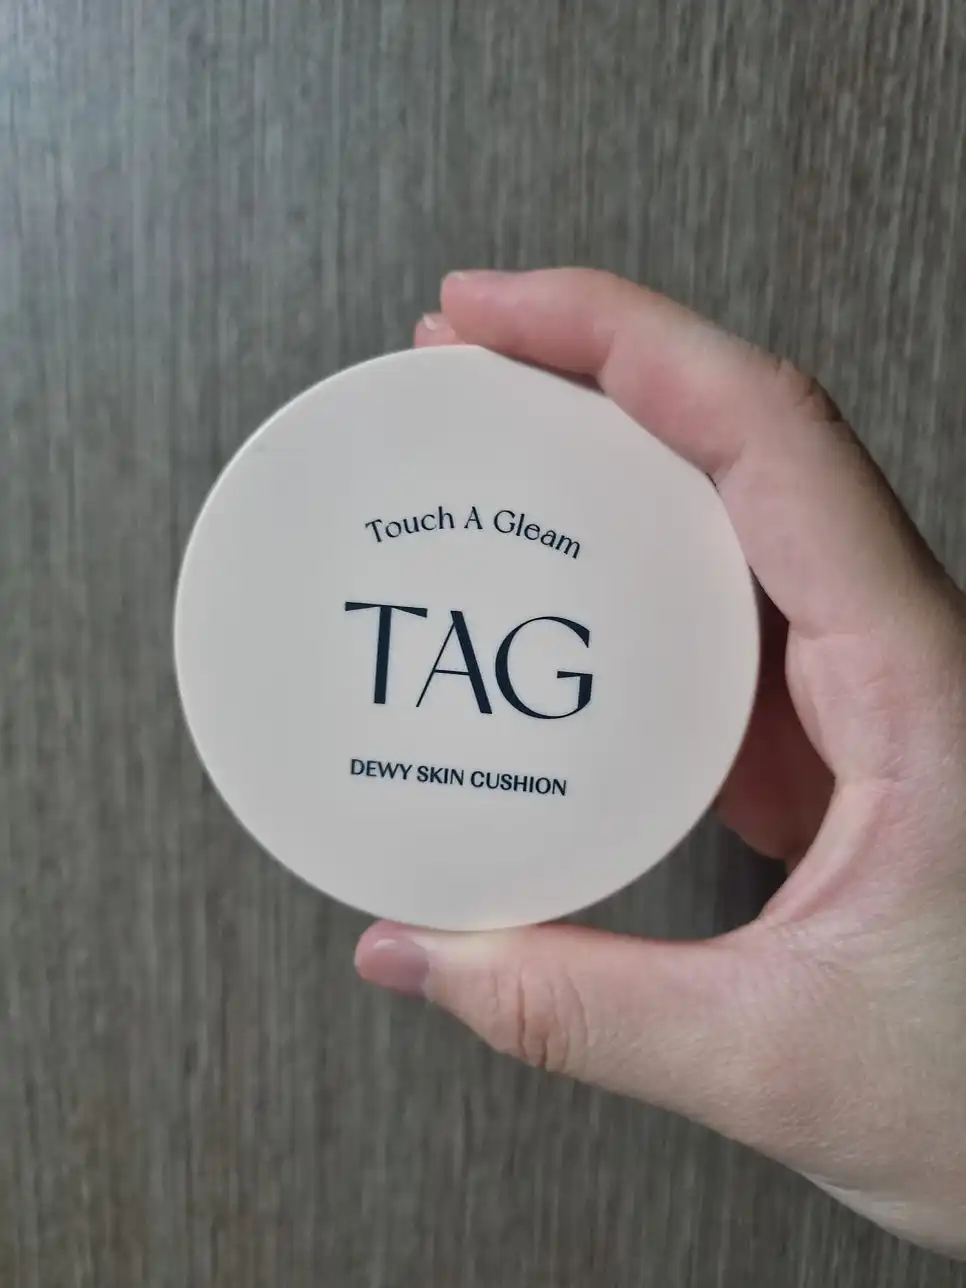 Touch A Gleam
TAG
DEWY SKIN CUSHION